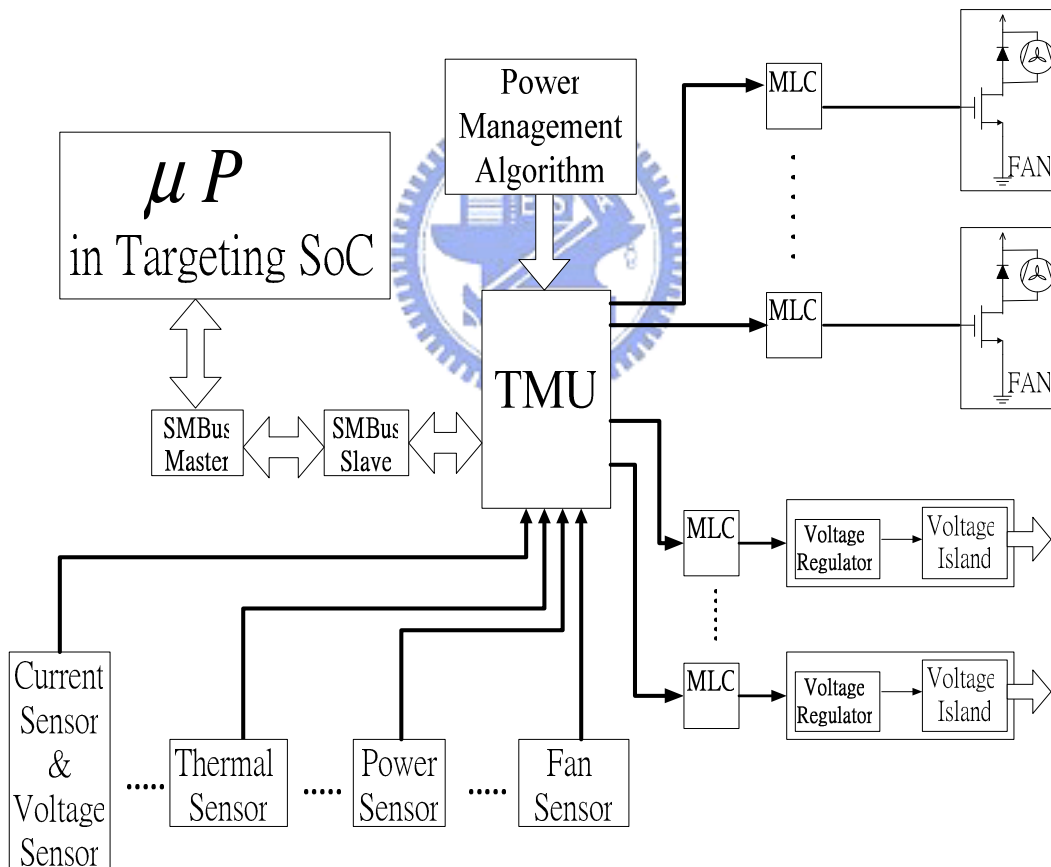 Power
Management
Algorithm
μ P
in Targeting SoC
MLC
FAN
MLC
FAN
TMU
SMBus
Master
SMBus
Slave
MLC
Voltage
Regulator
Voltage
Island
MLC
Voltage
Regulator
Voltage
Island
Current
Sensor
&
Voltage
Sensor
Thermal
Sensor
Power
Sensor
Fan
Sensor